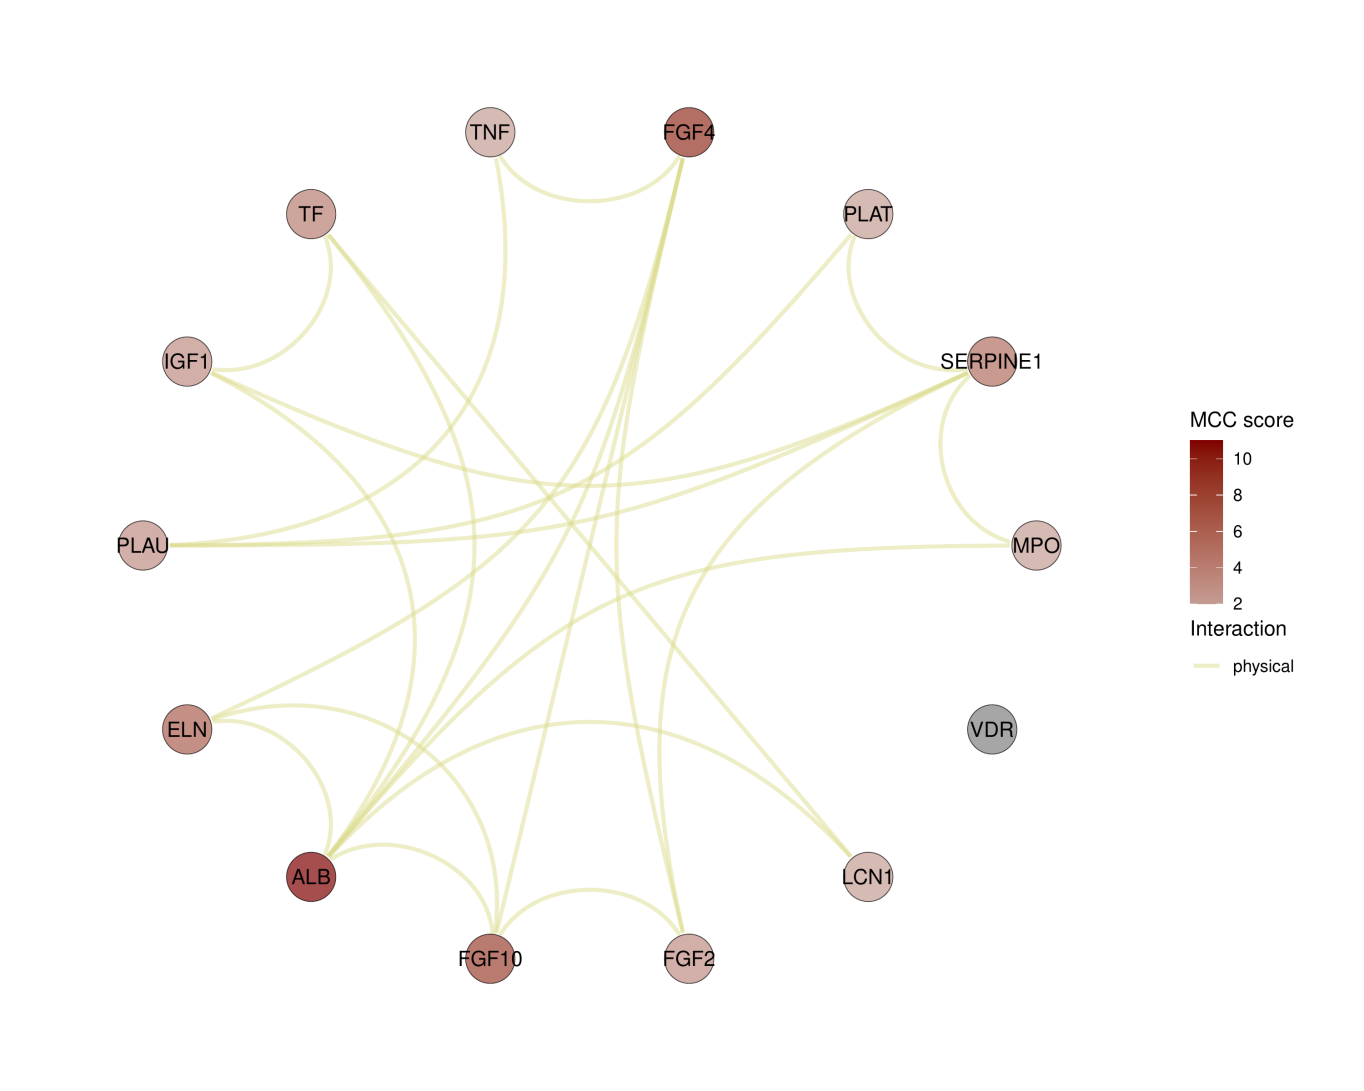 TNF
FGF4
TF
PLAT
IGF1
SERPINE1
PLAU
MPO
ELN
VDR
ALB
LCN1
FGF10
FGF2
MCC score
10
8
6
4
2
Interaction
physical